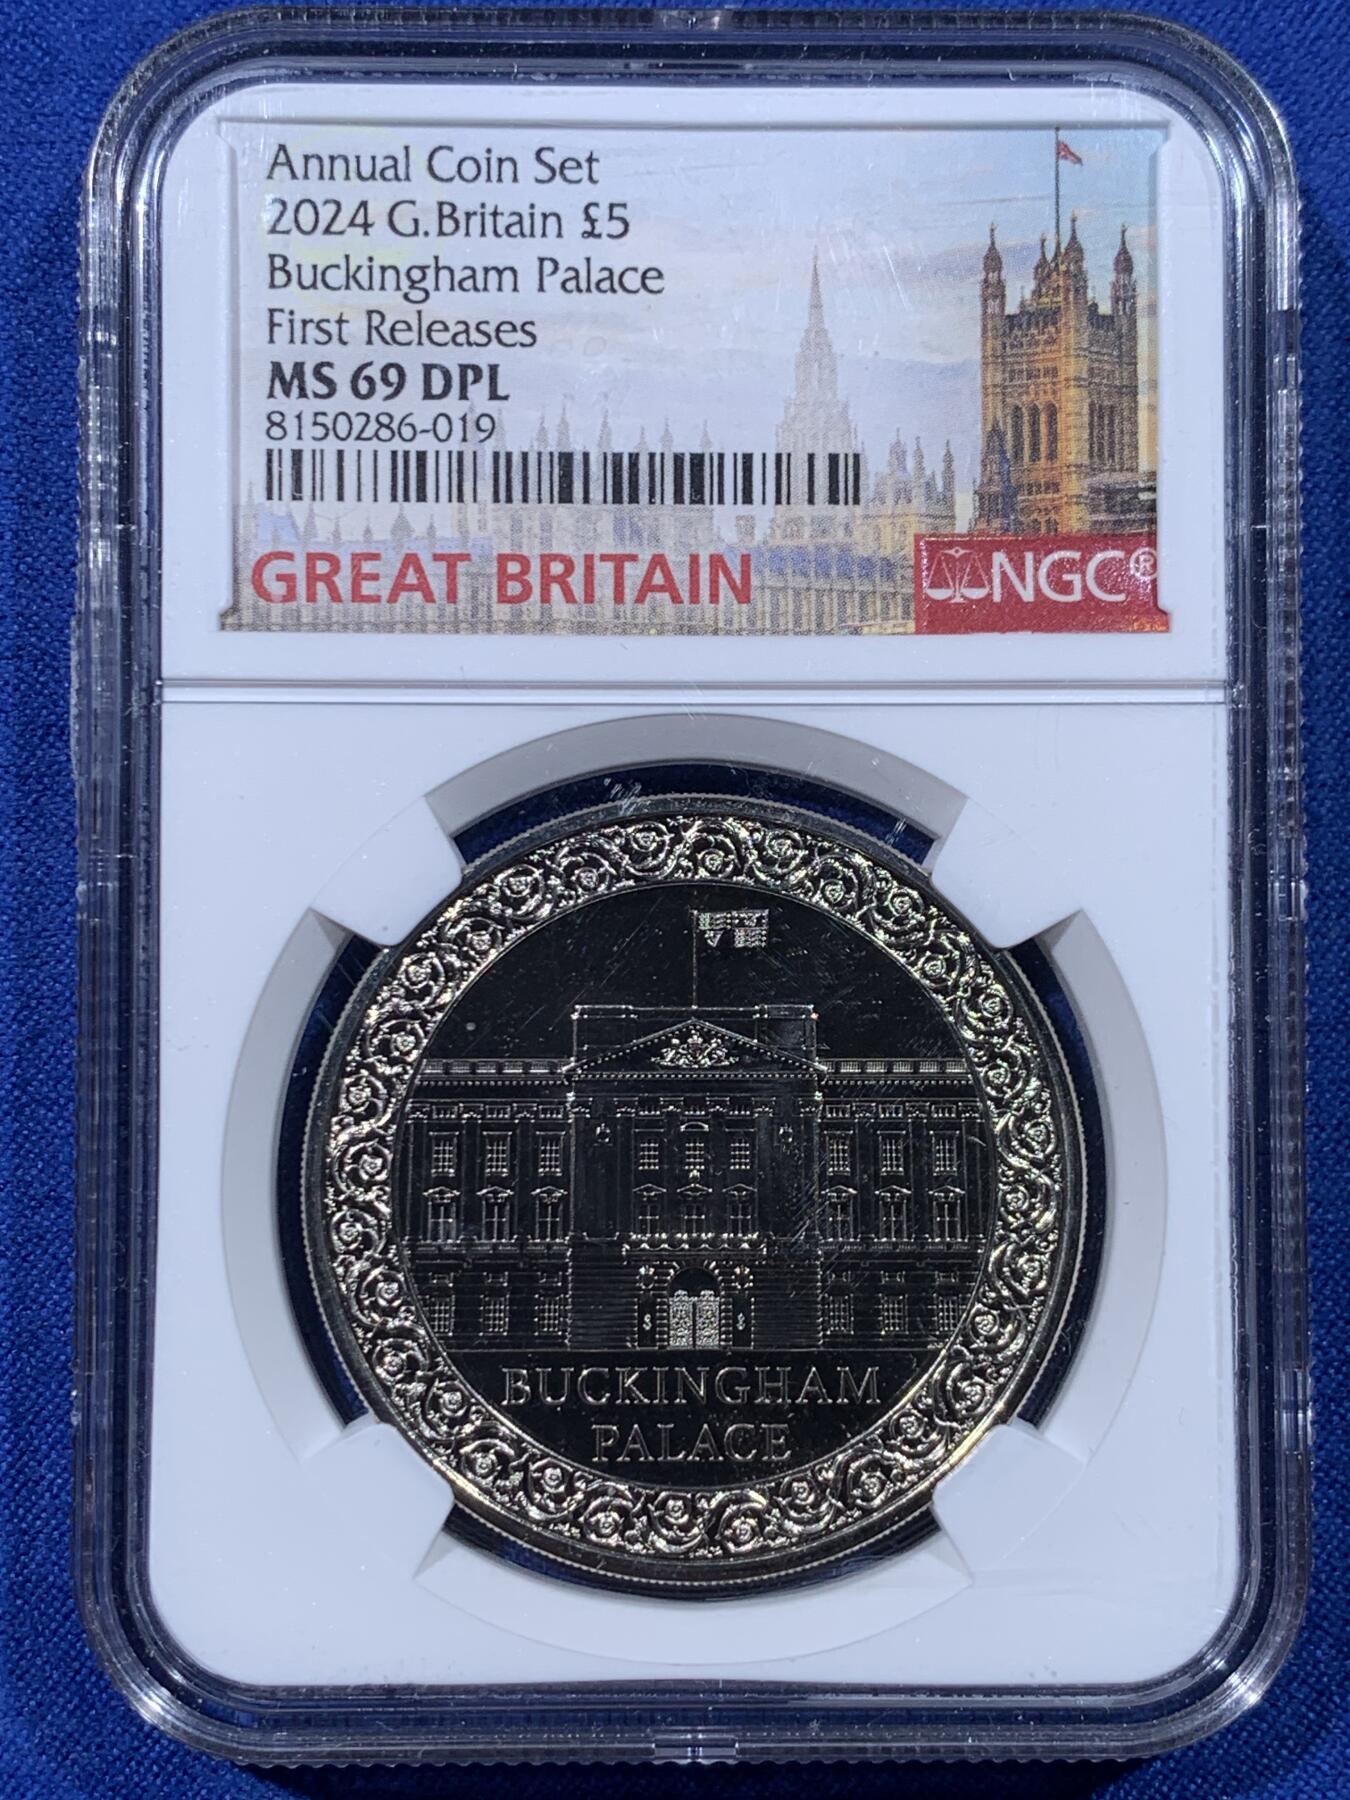 Annual Coin Set
2024 G.Britain £5
Buckingham Palace
First Releases
MS 69 DPL
8150286-019
GREAT BRITAIN
NGC®
BUCKINGHAM
PALACE